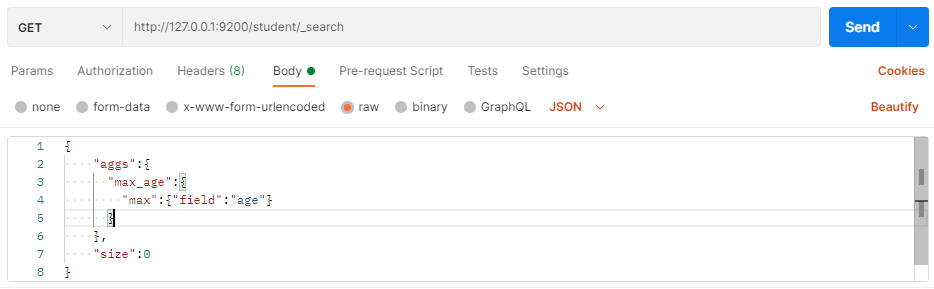 GET http://127.0.0.1:9200/student/_search Send
Params Authorization Headers (8) Body Pre-request Script Tests Settings Cookies
none form-data x-www-form-urlencoded raw binary GraphQL JSON Beautify
1 {
2 "aggs":{
3 "max_age":{
4 "max":{"field":"age"}
5 }
6 },
7 "size":0
8 }